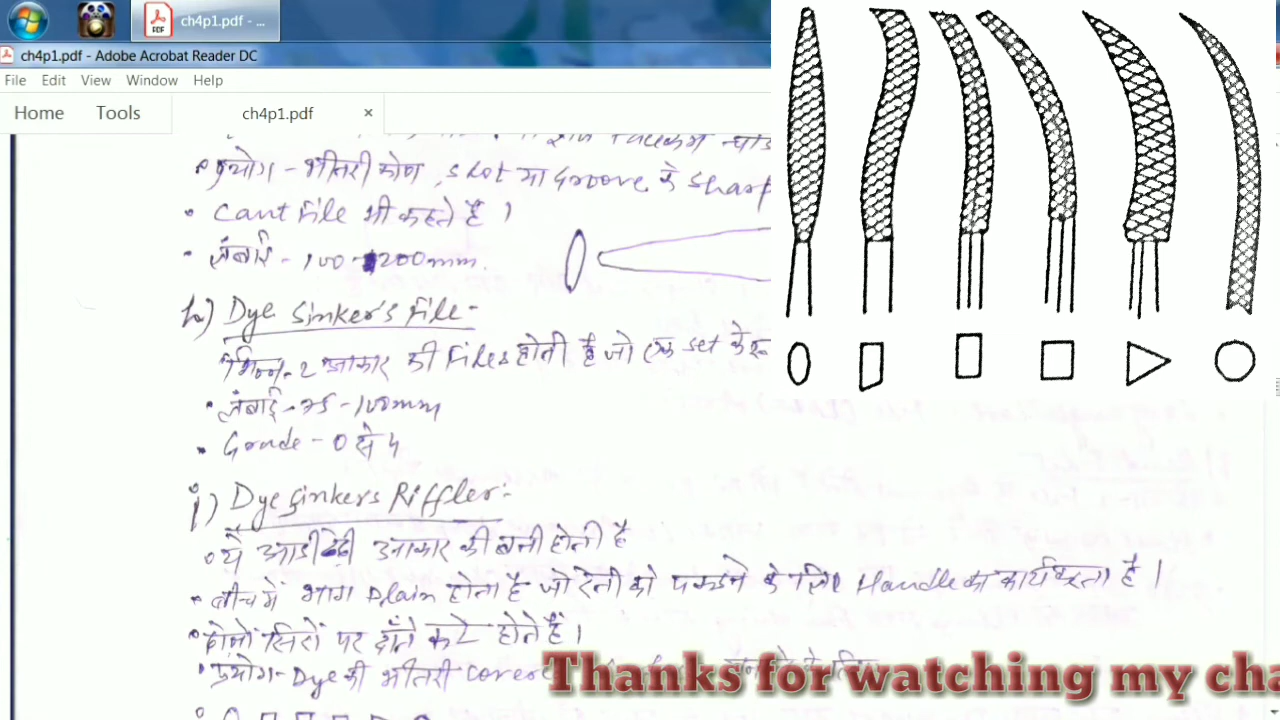 ch4p1.pdf - ...
ch4p1.pdf - Adobe Acrobat Reader DC
File Edit View Window Help
Home Tools ch4p1.pdf ×
• प्रयोग - भीतरी कोण, slot या Groove के sharp
• Cant File भी कहते हैं ।
• लंबाई - 100 - 200mm.
h) Dye Sinker's File -
भिन्न-2 आकार की Files होती हैं जो एक set के
• लंबाई - 75 - 100mm
• Grade - 0 से 4
i) Dye Sinkers Riffler :-
• ये आडी टेढी आकार की बनी होती है
• बीच में भाग Plain होता है जो रेती को पकडने के लिए Handle का कार्य करता है ।
• दोनों सिरों पर दाँते कटे होते हैं ।
• प्रयोग - Dye की भीतरी
Thanks for watching my cha